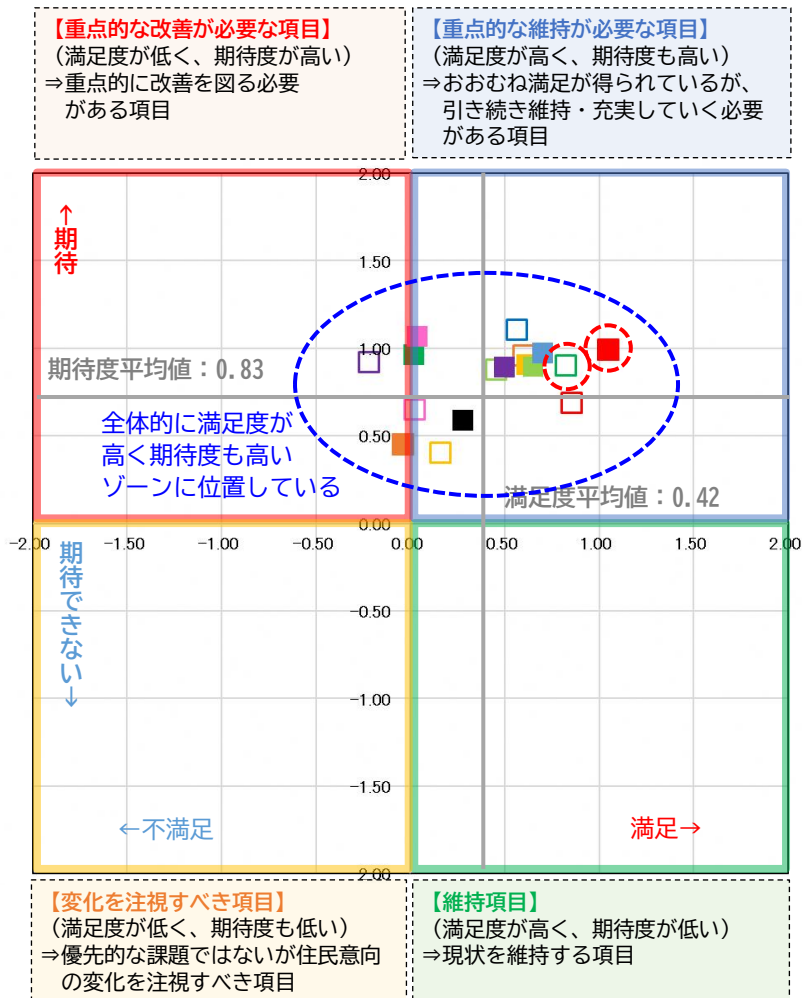 【重点的な改善が必要な項目】
（満足度が低く、期待度が高い）
⇒重点的に改善を図る必要
がある項目
【重点的な維持が必要な項目】
（満足度が高く、期待度も高い）
⇒おおむね満足が得られているが、
引き続き維持・充実していく必要
がある項目
2.00
↑期待
1.50
1.00
期待度平均値：0.83
全体的に満足度が
高く期待度も高い
ゾーンに位置している
0.50
満足度平均値：0.42
0.00
-2.00 -1.50 -1.00 -0.50 0.00 0.50 1.00 1.50 2.00
期待できない↓
-0.50
-1.00
-1.50
←不満足
満足→
-2.00
【変化を注視すべき項目】
（満足度が低く、期待度も低い）
⇒優先的な課題ではないが住民意向
の変化を注視すべき項目
【維持項目】
（満足度が高く、期待度が低い）
⇒現状を維持する項目